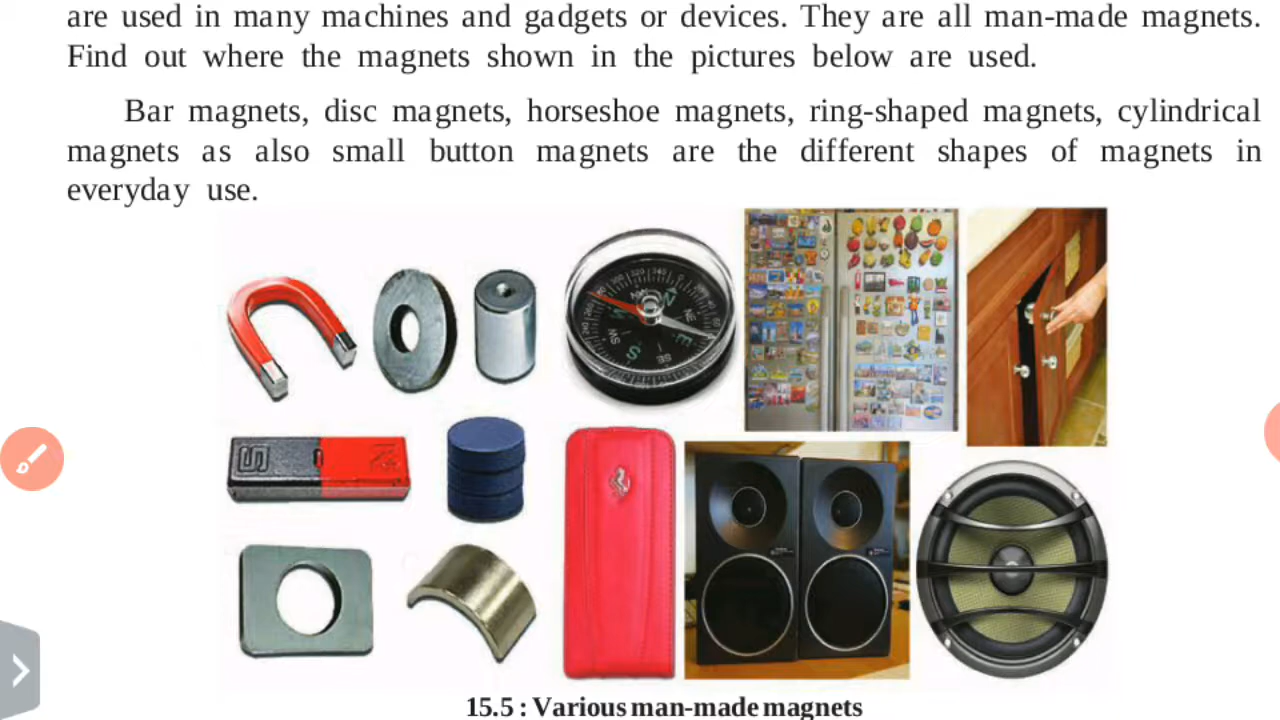 are used in many machines and gadgets or devices. They are all man-made magnets.
Find out where the magnets shown in the pictures below are used.
Bar magnets, disc magnets, horseshoe magnets, ring-shaped magnets, cylindrical
magnets as also small button magnets are the different shapes of magnets in
everyday use.
N
NE
E
SE
S
SW
S
N
15.5 : Various man-made magnets